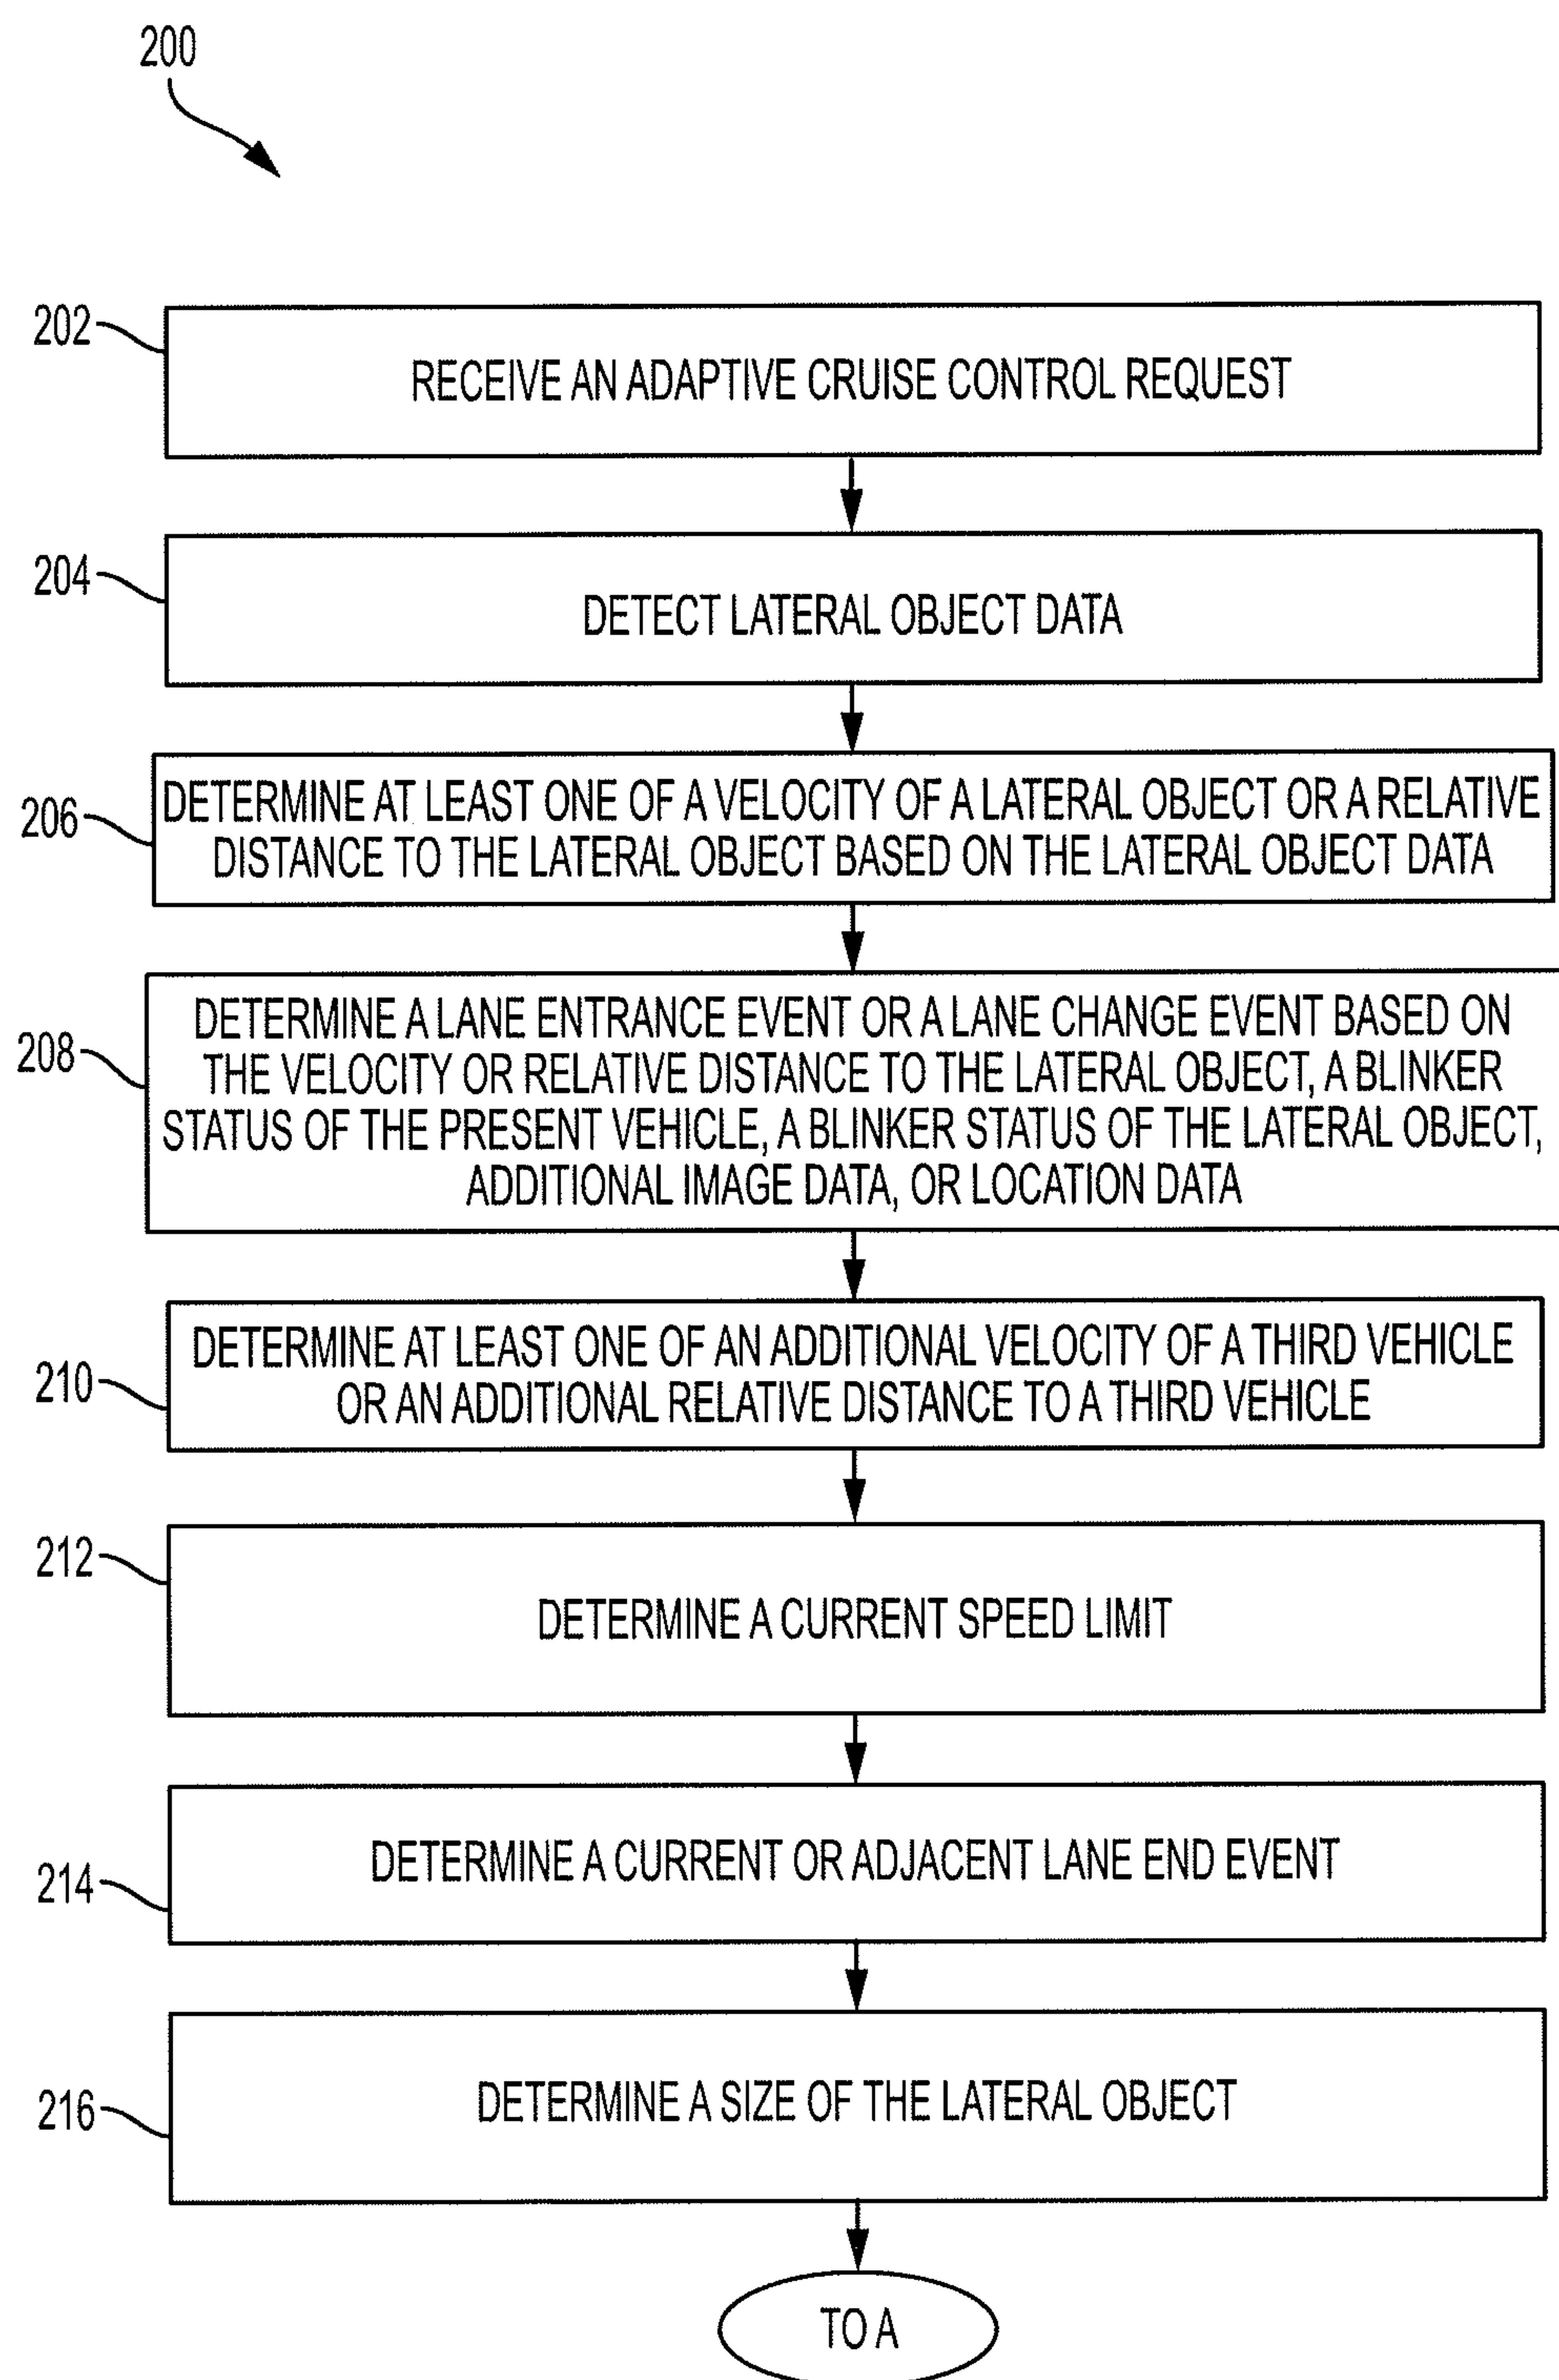 200
202
RECEIVE AN ADAPTIVE CRUISE CONTROL REQUEST
204
DETECT LATERAL OBJECT DATA
206
DETERMINE AT LEAST ONE OF A VELOCITY OF A LATERAL OBJECT OR A RELATIVE
DISTANCE TO THE LATERAL OBJECT BASED ON THE LATERAL OBJECT DATA
208
DETERMINE A LANE ENTRANCE EVENT OR A LANE CHANGE EVENT BASED ON
THE VELOCITY OR RELATIVE DISTANCE TO THE LATERAL OBJECT, A BLINKER
STATUS OF THE PRESENT VEHICLE, A BLINKER STATUS OF THE LATERAL OBJECT,
ADDITIONAL IMAGE DATA, OR LOCATION DATA
210
DETERMINE AT LEAST ONE OF AN ADDITIONAL VELOCITY OF A THIRD VEHICLE
OR AN ADDITIONAL RELATIVE DISTANCE TO A THIRD VEHICLE
212
DETERMINE A CURRENT SPEED LIMIT
214
DETERMINE A CURRENT OR ADJACENT LANE END EVENT
216
DETERMINE A SIZE OF THE LATERAL OBJECT
TO A